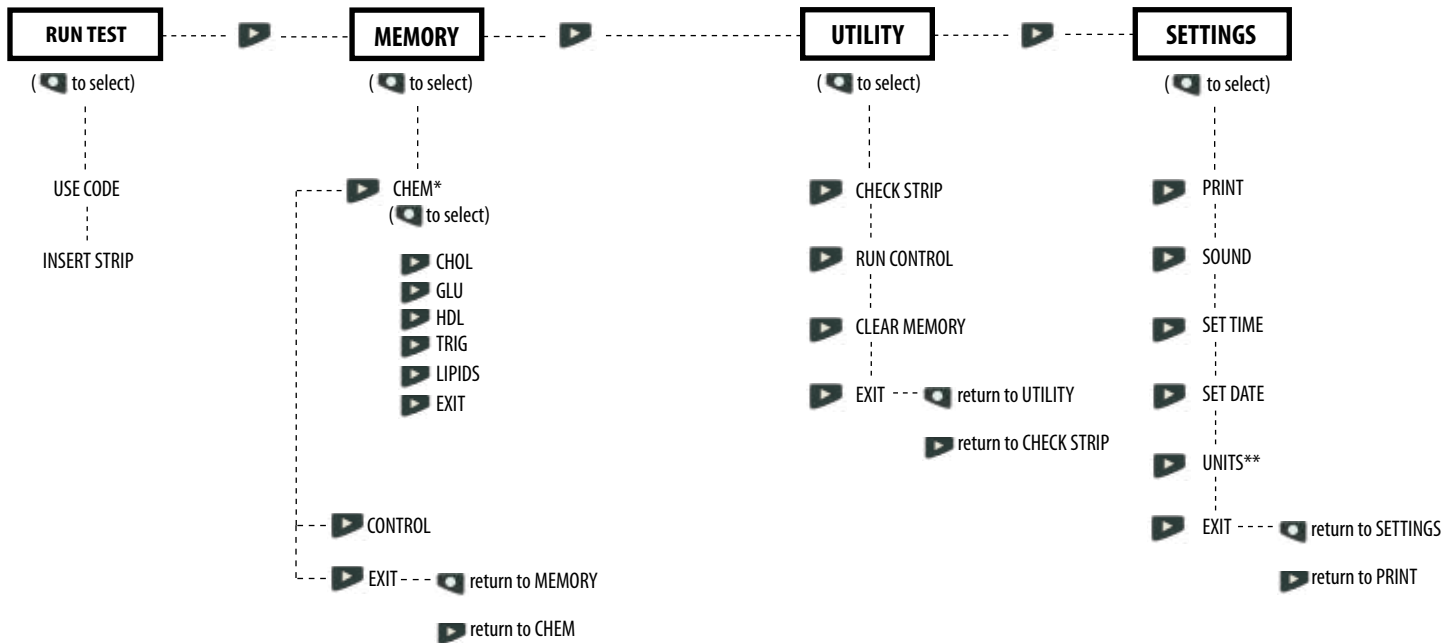 RUN TEST
MEMORY
UTILITY
SETTINGS
( to select)
( to select)
( to select)
( to select)
USE CODE
INSERT STRIP
CHEM*
( to select)
CHOL
GLU
HDL
TRIG
LIPIDS
EXIT
CONTROL
EXIT
return to MEMORY
return to CHEM
CHECK STRIP
RUN CONTROL
CLEAR MEMORY
EXIT
return to UTILITY
return to CHECK STRIP
PRINT
SOUND
SET TIME
SET DATE
UNITS**
EXIT
return to SETTINGS
return to PRINT